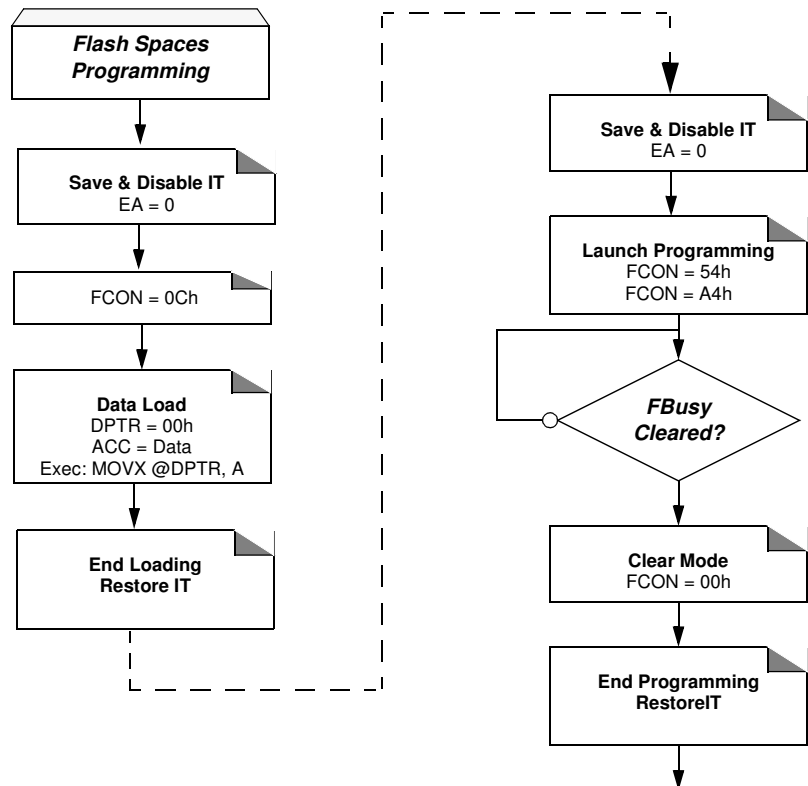 Flash Spaces
Programming
Save & Disable IT
EA = 0
FCON = 0Ch
Data Load
DPTR = 00h
ACC = Data
Exec: MOVX @DPTR, A
End Loading
Restore IT
Save & Disable IT
EA = 0
Launch Programming
FCON = 54h
FCON = A4h
FBusy
Cleared?
Clear Mode
FCON = 00h
End Programming
RestoreIT